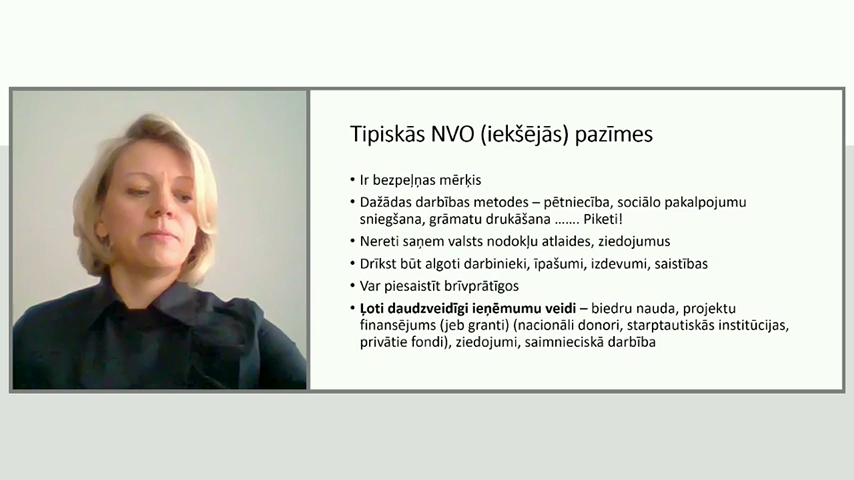 Tipiskās NVO (iekšējās) pazīmes
• Ir bezpeļņas mērķis
• Dažādas darbības metodes – pētniecība, sociālo pakalpojumu
sniegšana, grāmatu drukāšana ....... Piketi!
• Nereti saņem valsts nodokļu atlaides, ziedojumus
• Drīkst būt algoti darbinieki, īpašumi, izdevumi, saistības
• Var piesaistīt brīvprātīgos
• Ļoti daudzveidīgi ieņēmumu veidi – biedru nauda, projektu
finansējums (jeb granti) (nacionāli donori, starptautiskās institūcijas,
privātie fondi), ziedojumi, saimnieciskā darbība